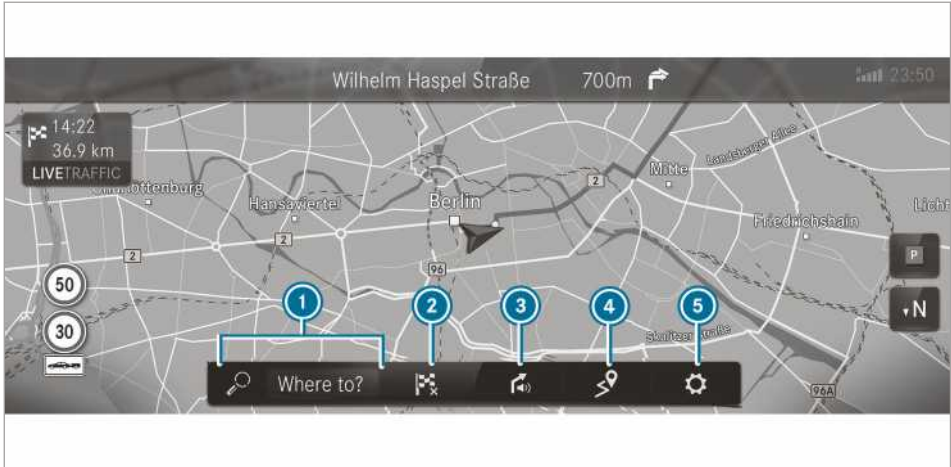 Wilhelm Haspel Straße 700m
23:50
14:22
36.9 km
LIVETRAFFIC
Landsberger Allee
Mitte
2
Hansaviertel
Berlin
Friedrichshain
Licht
2
2
96
P
N
50
30
1
2
3
4
5
Skalitzer Straße
Where to?
96A